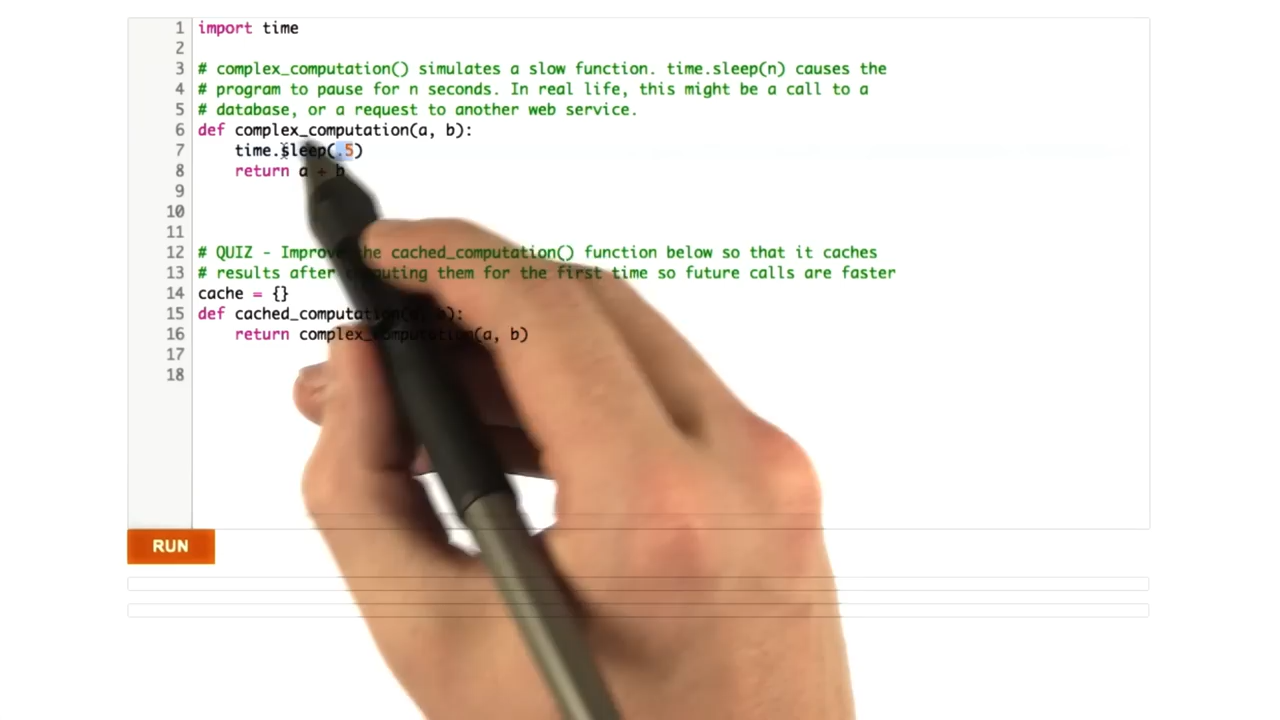 1 import time
2
3 # complex_computation() simulates a slow function. time.sleep(n) causes the
4 # program to pause for n seconds. In real life, this might be a call to a
5 # database, or a request to another web service.
6 def complex_computation(a, b):
7 time.sleep(.5)
8 return a + b
9
10
11
12 # QUIZ - Improve the cached_computation() function below so that it caches
13 # results after computing them for the first time so future calls are faster
14 cache = {}
15 def cached_computation(a, b):
16 return complex_computation(a, b)
17
18
RUN